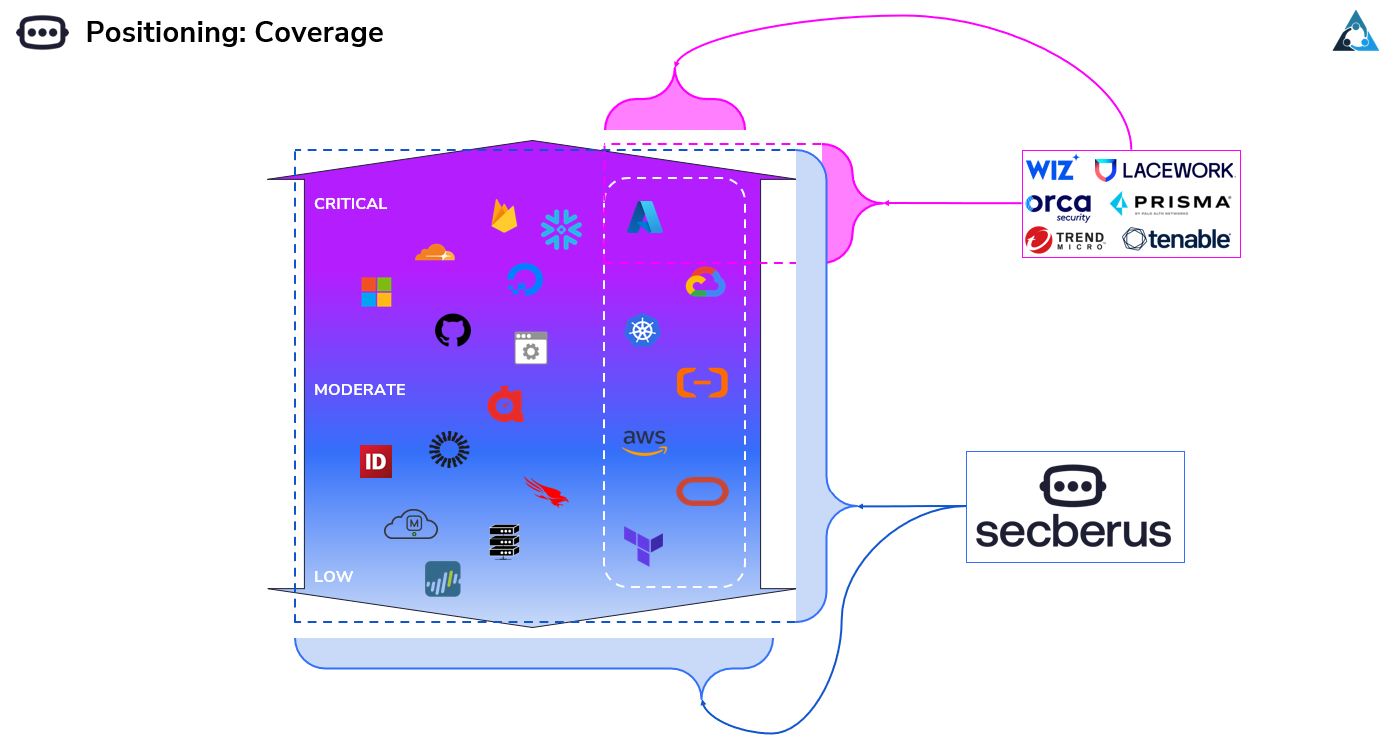 Positioning: Coverage
CRITICAL
MODERATE
LOW
ID
M
aws
WIZ
LACEWORK
orca
security
PRISMA
BY PALO ALTO NETWORKS
TREND
MICRO
tenable
secberus